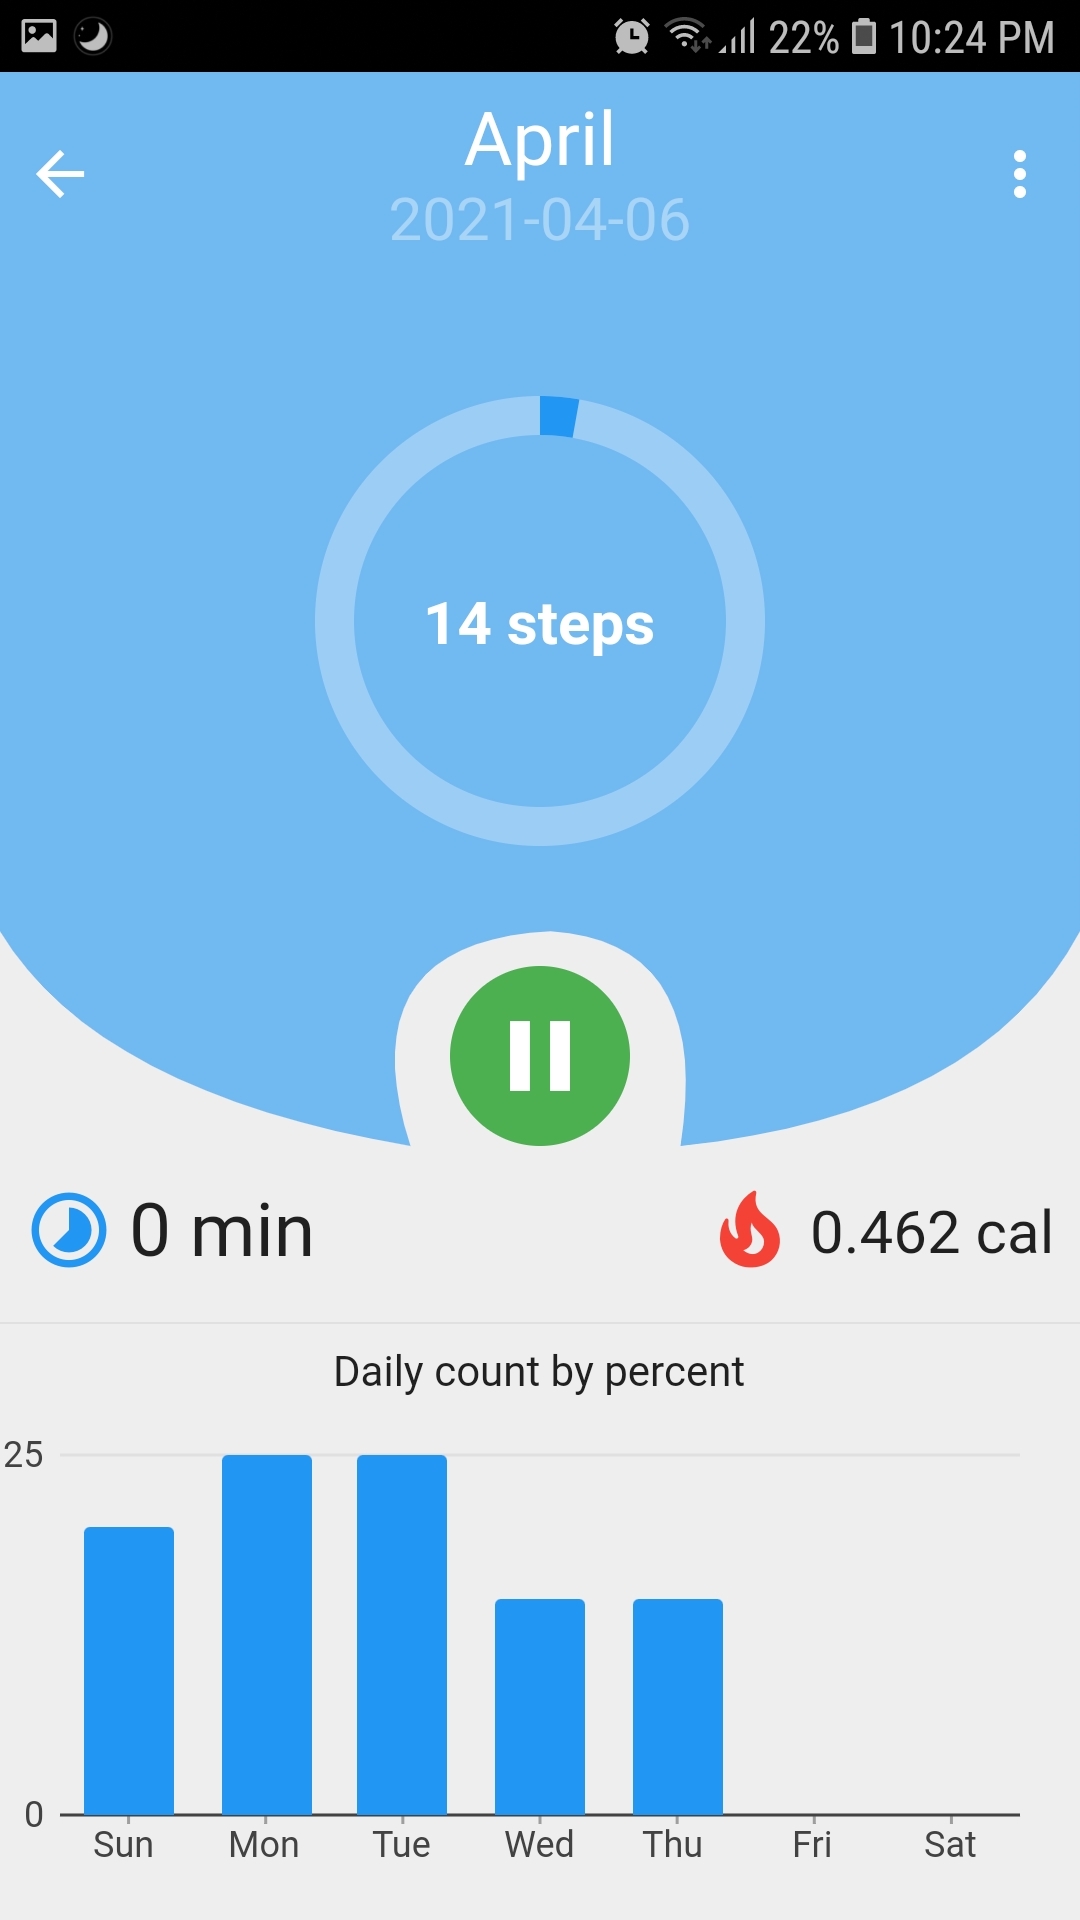 22% 10:24 PM
April
2021-04-06
14 steps
0 min
0.462 cal
Daily count by percent
25
0
Sun Mon Tue Wed Thu Fri Sat